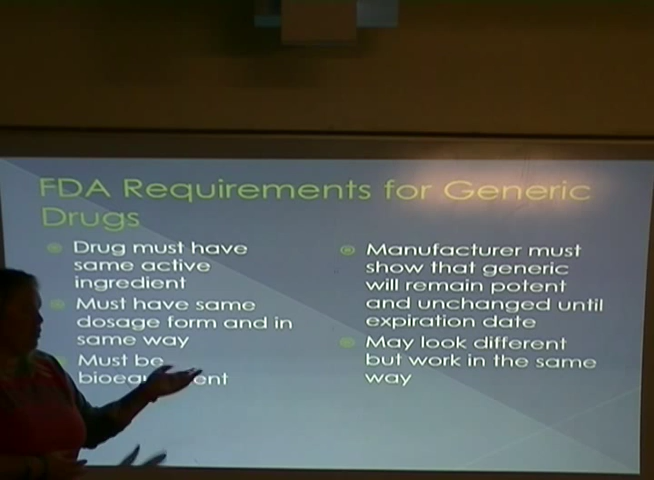 FDA Requirements for Generic
Drugs
Drug must have
same active
ingredient
Must have same
dosage form and in
same way
Must be
Manufacturer must
show that generic
will remain potent
and unchanged until
expiration date
May look different
but work in the same
way